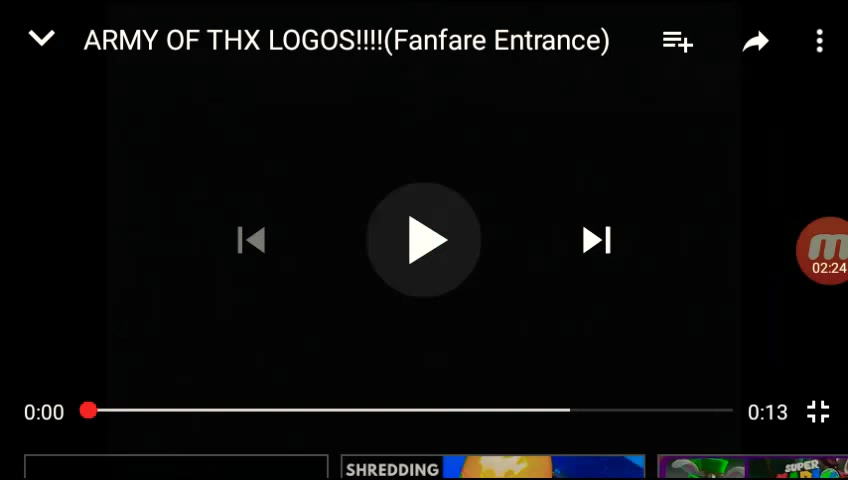 ARMY OF THX LOGOS!!!!(Fanfare Entrance)
m
02:24
0:00
0:13
SHREDDING
SUPER